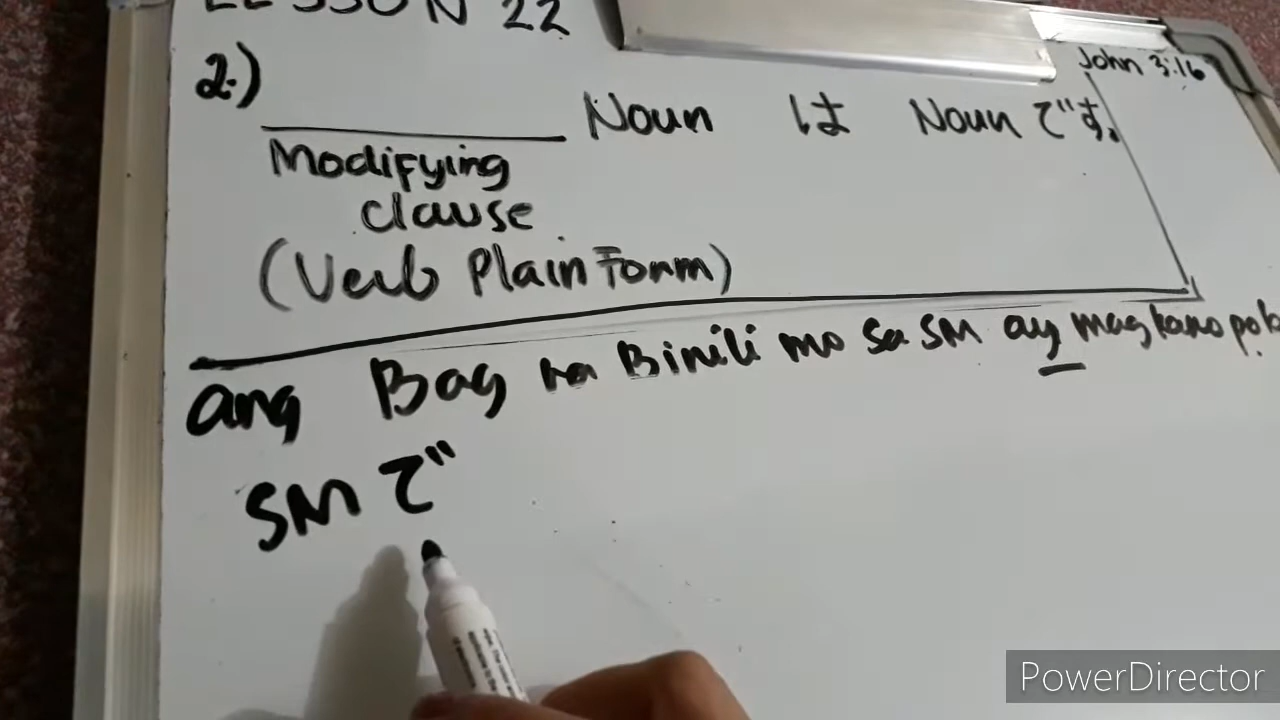 LESSON 22
John 3:16
2.) Noun は Noun です。
Modifying
clause
(Verb Plain Form)
ang Bag na Binili mo sa SM ay magkano po
SM で
PowerDirector